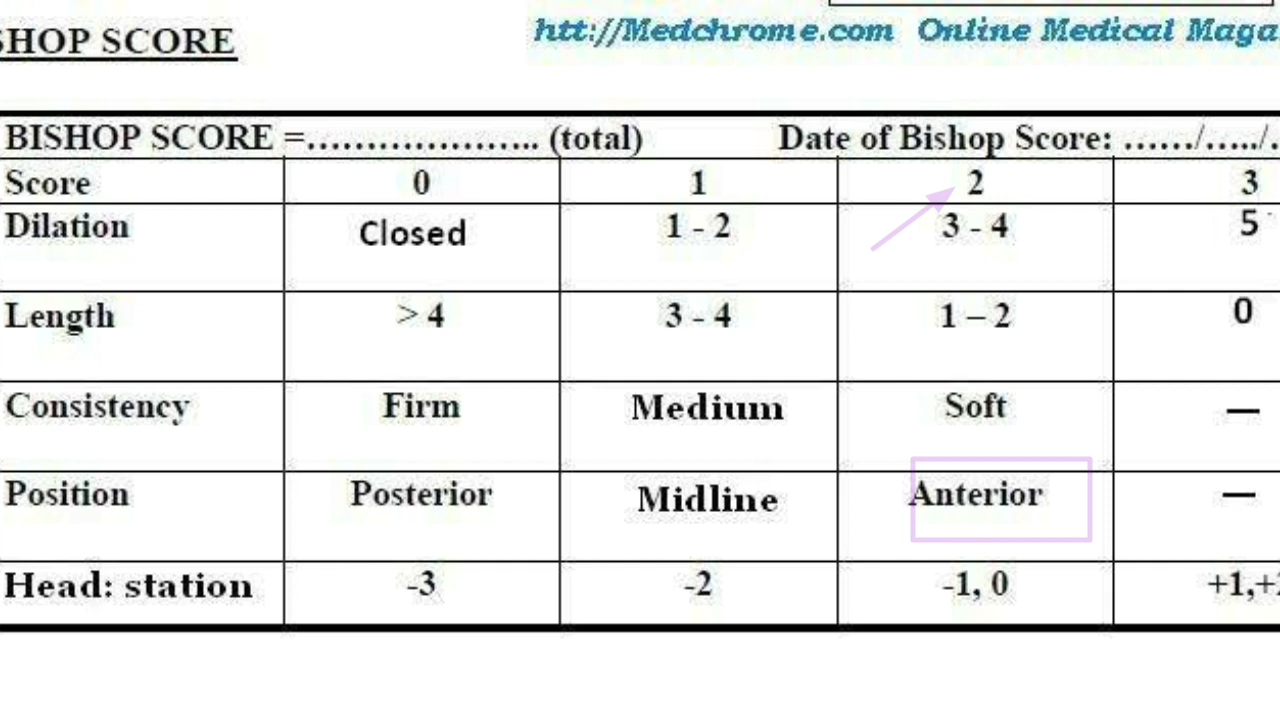 SHOP SCORE
htt://Medchrome.com Online Medical Maga
BISHOP SCORE =.................... (total) Date of Bishop Score: ....../...../.
Score 0 1 2 3
Dilation Closed 1 - 2 3 - 4 5
Length > 4 3 - 4 1 – 2 0
Consistency Firm Medium Soft —
Position Posterior Midline Anterior —
Head: station -3 -2 -1, 0 +1,+2